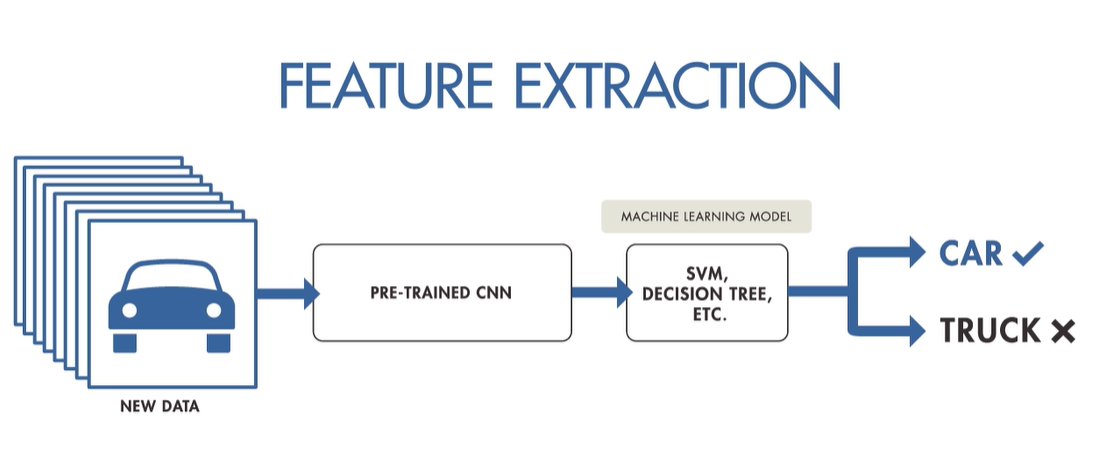 FEATURE EXTRACTION
MACHINE LEARNING MODEL
PRE-TRAINED CNN
SVM,
DECISION TREE,
ETC.
CAR
TRUCK
NEW DATA